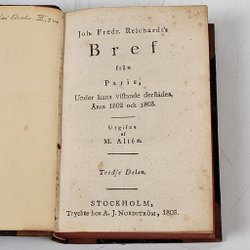 Joh. Fredr. Reichardt's
Bref
från
Paris,
Under hans vistande derstädes,
Åren 1802 och 1803.
Utgifne
af
M. Altén.
Tredje Delen.
STOCKHOLM,
Tryckte hos A. J. NORDSTRÖM, 1805.